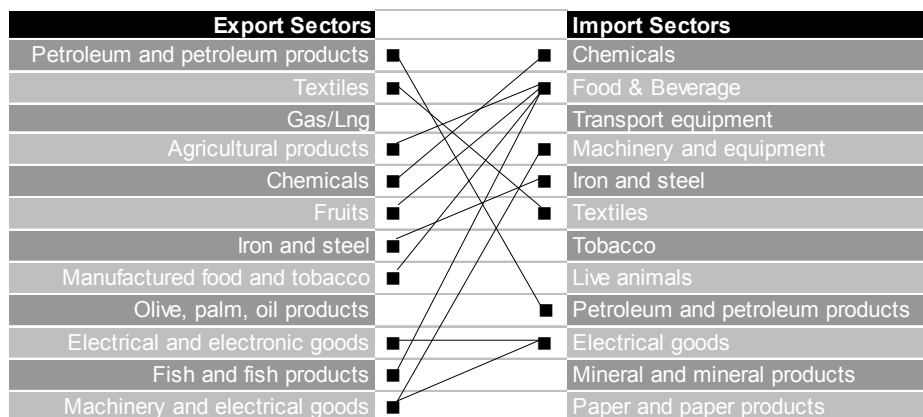 Export Sectors Import Sectors
Petroleum and petroleum products Chemicals
Textiles Food & Beverage
Gas/Lng Transport equipment
Agricultural products Machinery and equipment
Chemicals Iron and steel
Fruits Textiles
Iron and steel Tobacco
Manufactured food and tobacco Live animals
Olive, palm, oil products Petroleum and petroleum products
Electrical and electronic goods Electrical goods
Fish and fish products Mineral and mineral products
Machinery and electrical goods Paper and paper products